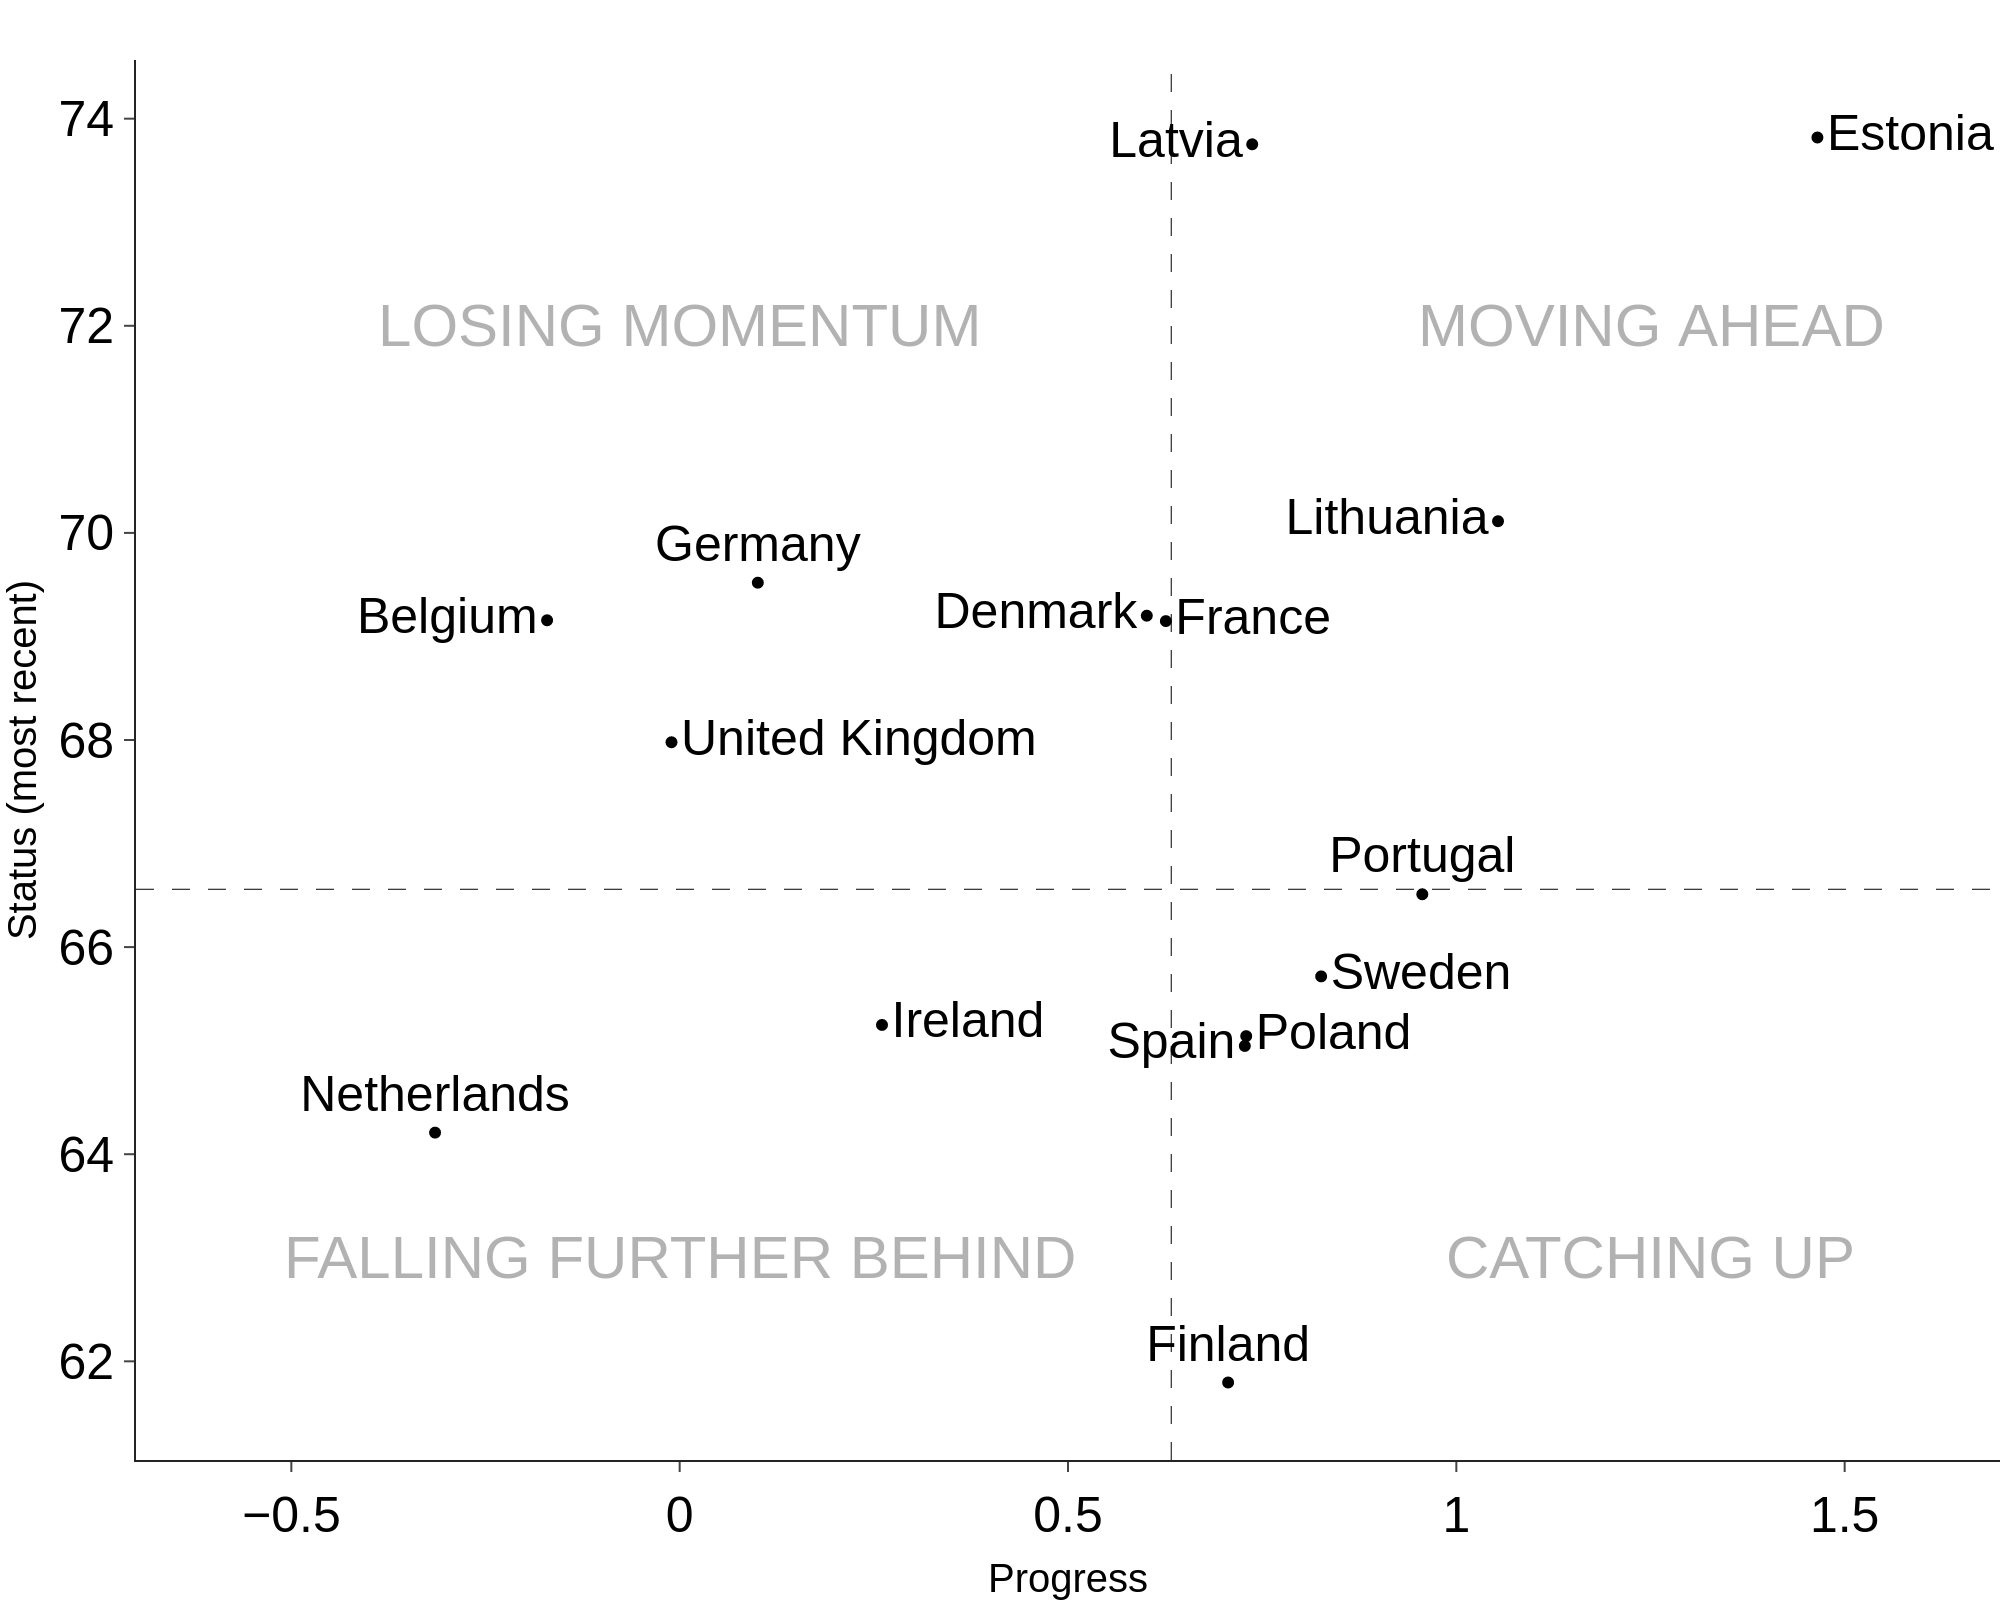 74
Latvia
Estonia
72
LOSING MOMENTUM
MOVING AHEAD
70
Lithuania
Germany
Belgium
Denmark
France
68
United Kingdom
Status (most recent)
Portugal
66
Sweden
Ireland
Spain
Poland
Netherlands
64
FALLING FURTHER BEHIND
CATCHING UP
62
Finland
−0.5
0
0.5
1
1.5
Progress